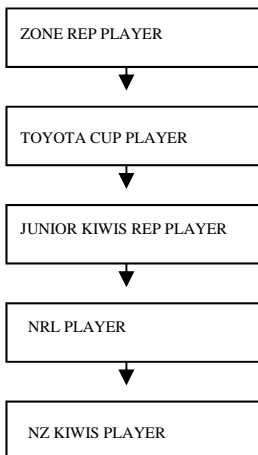 ZONE REP PLAYER
TOYOTA CUP PLAYER
JUNIOR KIWIS REP PLAYER
NRL PLAYER
NZ KIWIS PLAYER